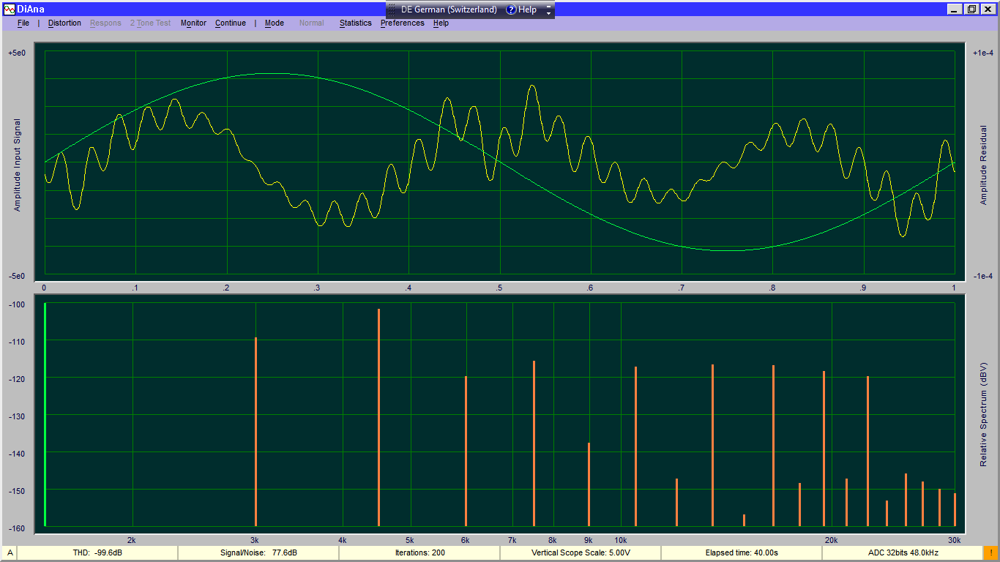 DiAna
DE German (Switzerland) ? Help
File | Distortion Respons 2 Tone Test Monitor Continue | Mode Normal Statistics Preferences Help
+5e0
+1e-4
Amplitude Input Signal
Amplitude Residual
-5e0
-1e-4
0 .1 .2 .3 .4 .5 .6 .7 .8 .9 1
-100
-110
-120
-130
-140
-150
-160
Relative Spectrum (dBV)
2k 3k 4k 5k 6k 7k 8k 9k 10k 20k 30k
A THD: -99.6dB Signal/Noise: 77.6dB Iterations: 200 Vertical Scope Scale: 5.00V Elapsed time: 40.00s ADC 32bits 48.0kHz !